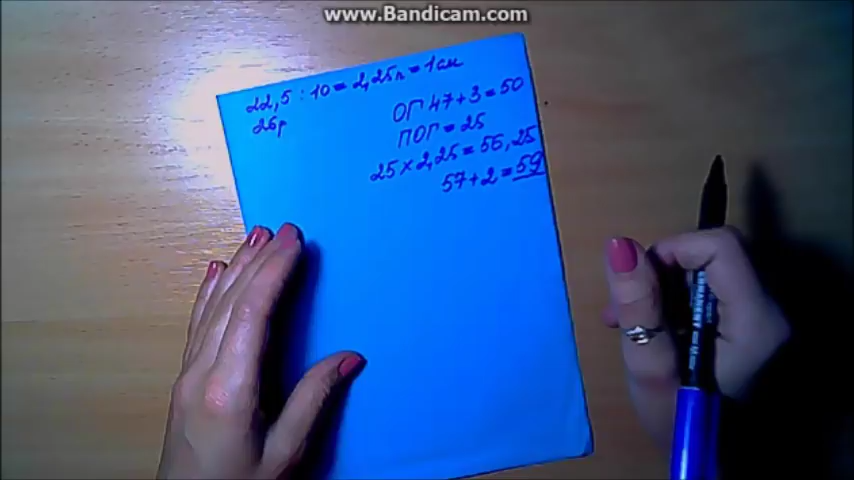 www.Bandicam.com
22,5 : 10 = 2,25п = 1см
26р
ОГ 47+3=50
ПОГ = 25
25 × 2,25 = 56,25
57+2 = 59